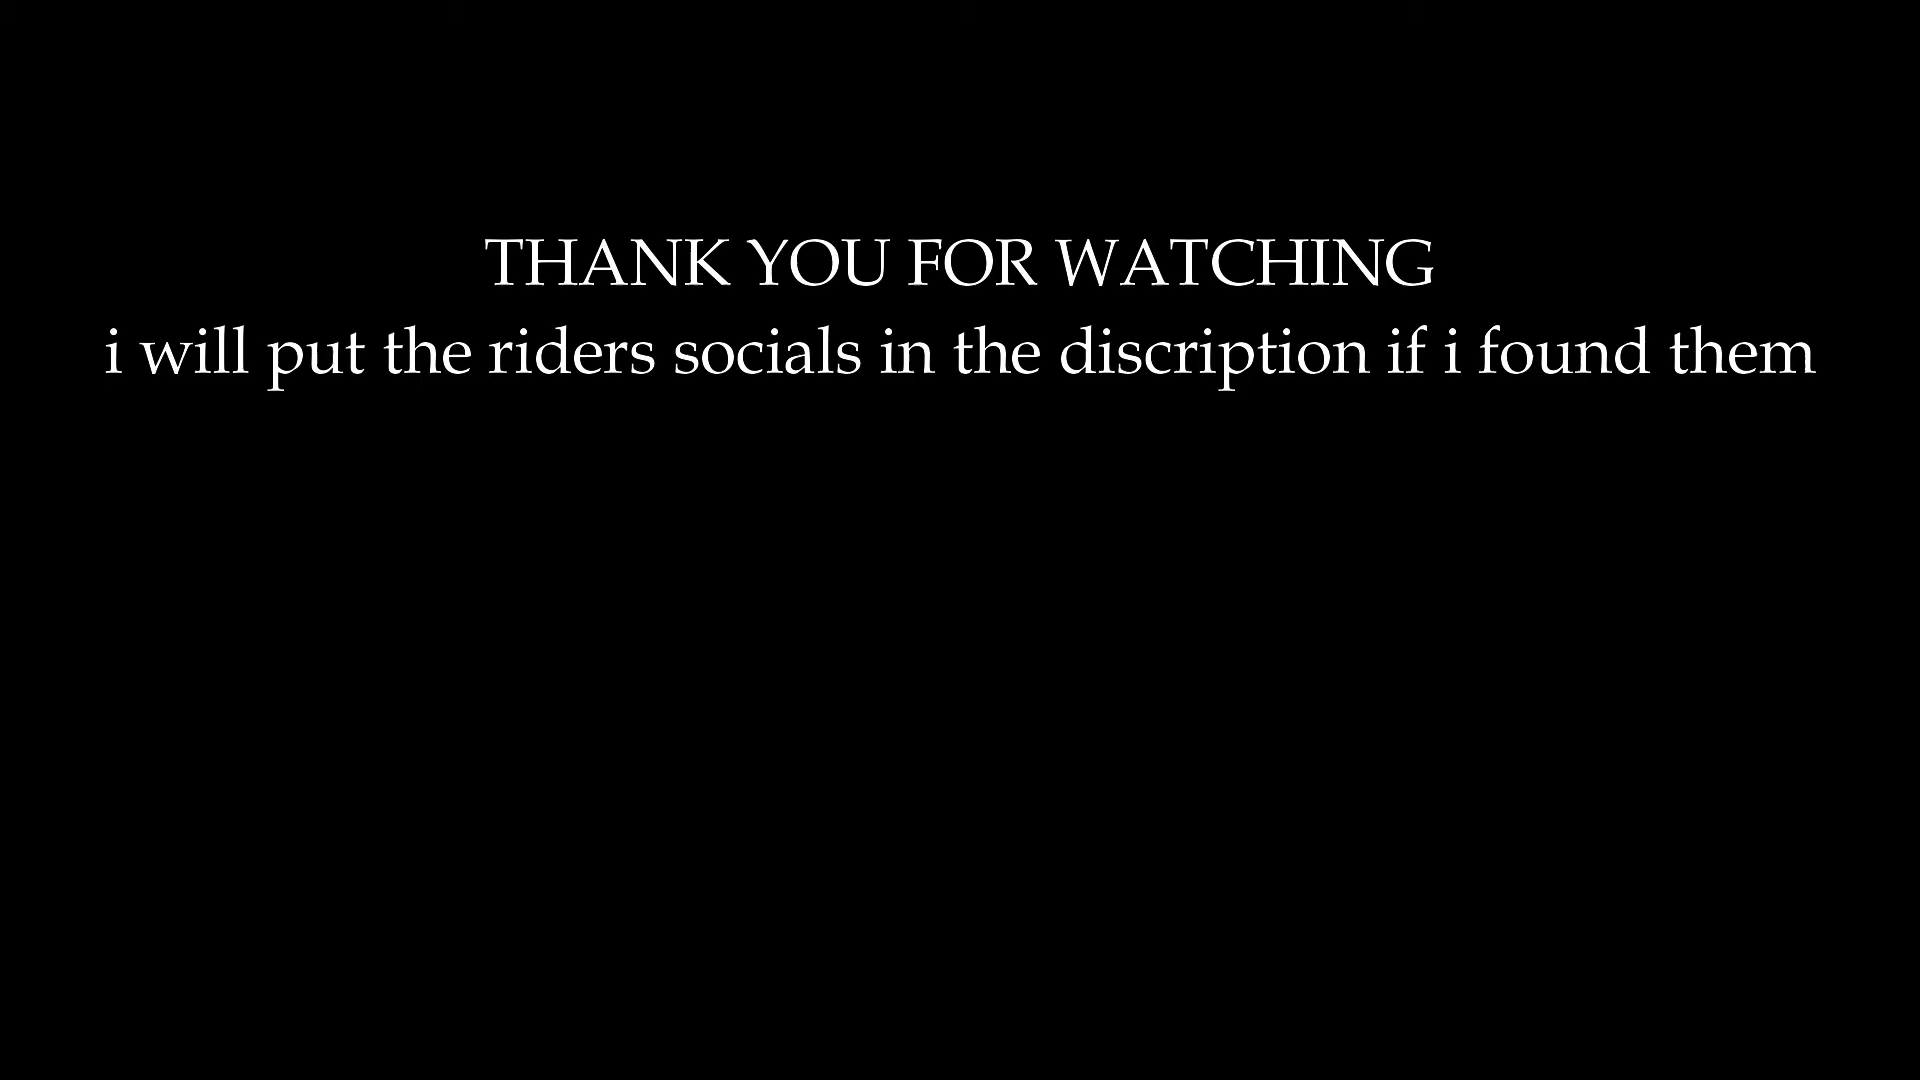 THANK YOU FOR WATCHING
i will put the riders socials in the discription if i found them